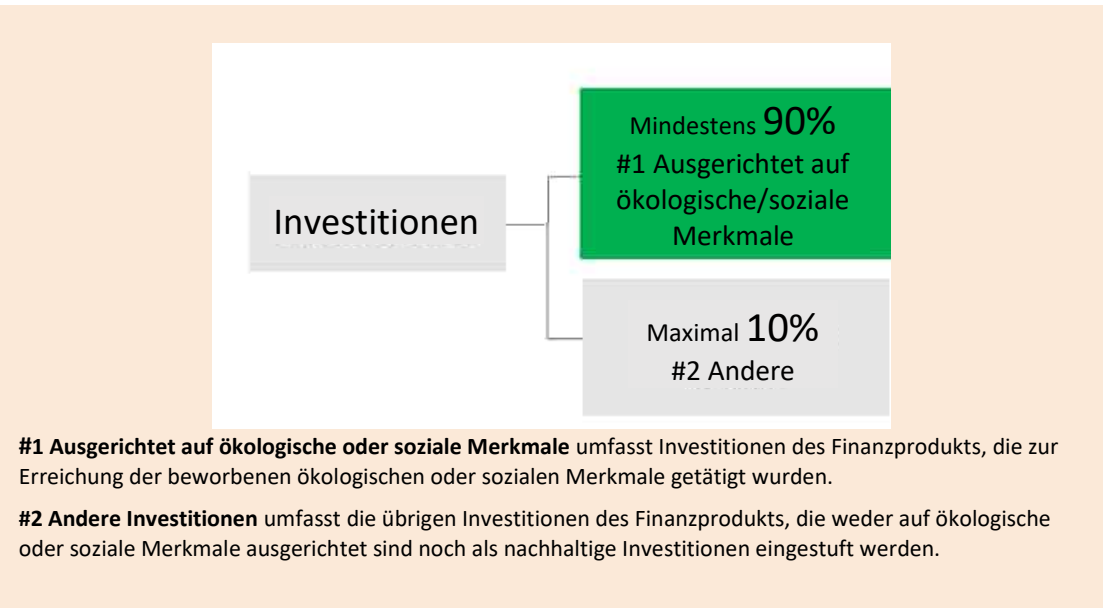 Investitionen
Mindestens 90%
#1 Ausgerichtet auf
ökologische/soziale
Merkmale
Maximal 10%
#2 Andere
#1 Ausgerichtet auf ökologische oder soziale Merkmale umfasst Investitionen des Finanzprodukts, die zur
Erreichung der beworbenen ökologischen oder sozialen Merkmale getätigt wurden.
#2 Andere Investitionen umfasst die übrigen Investitionen des Finanzprodukts, die weder auf ökologische
oder soziale Merkmale ausgerichtet sind noch als nachhaltige Investitionen eingestuft werden.